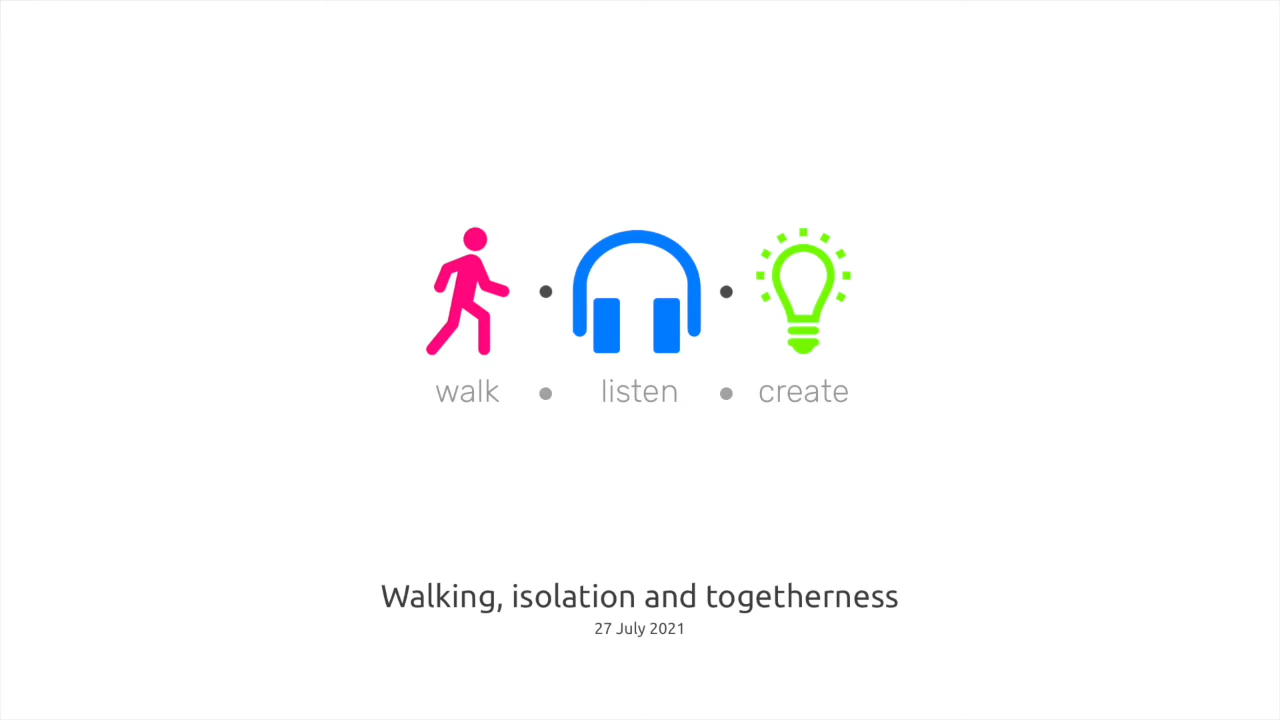 walk • listen • create
Walking, isolation and togetherness
27 July 2021